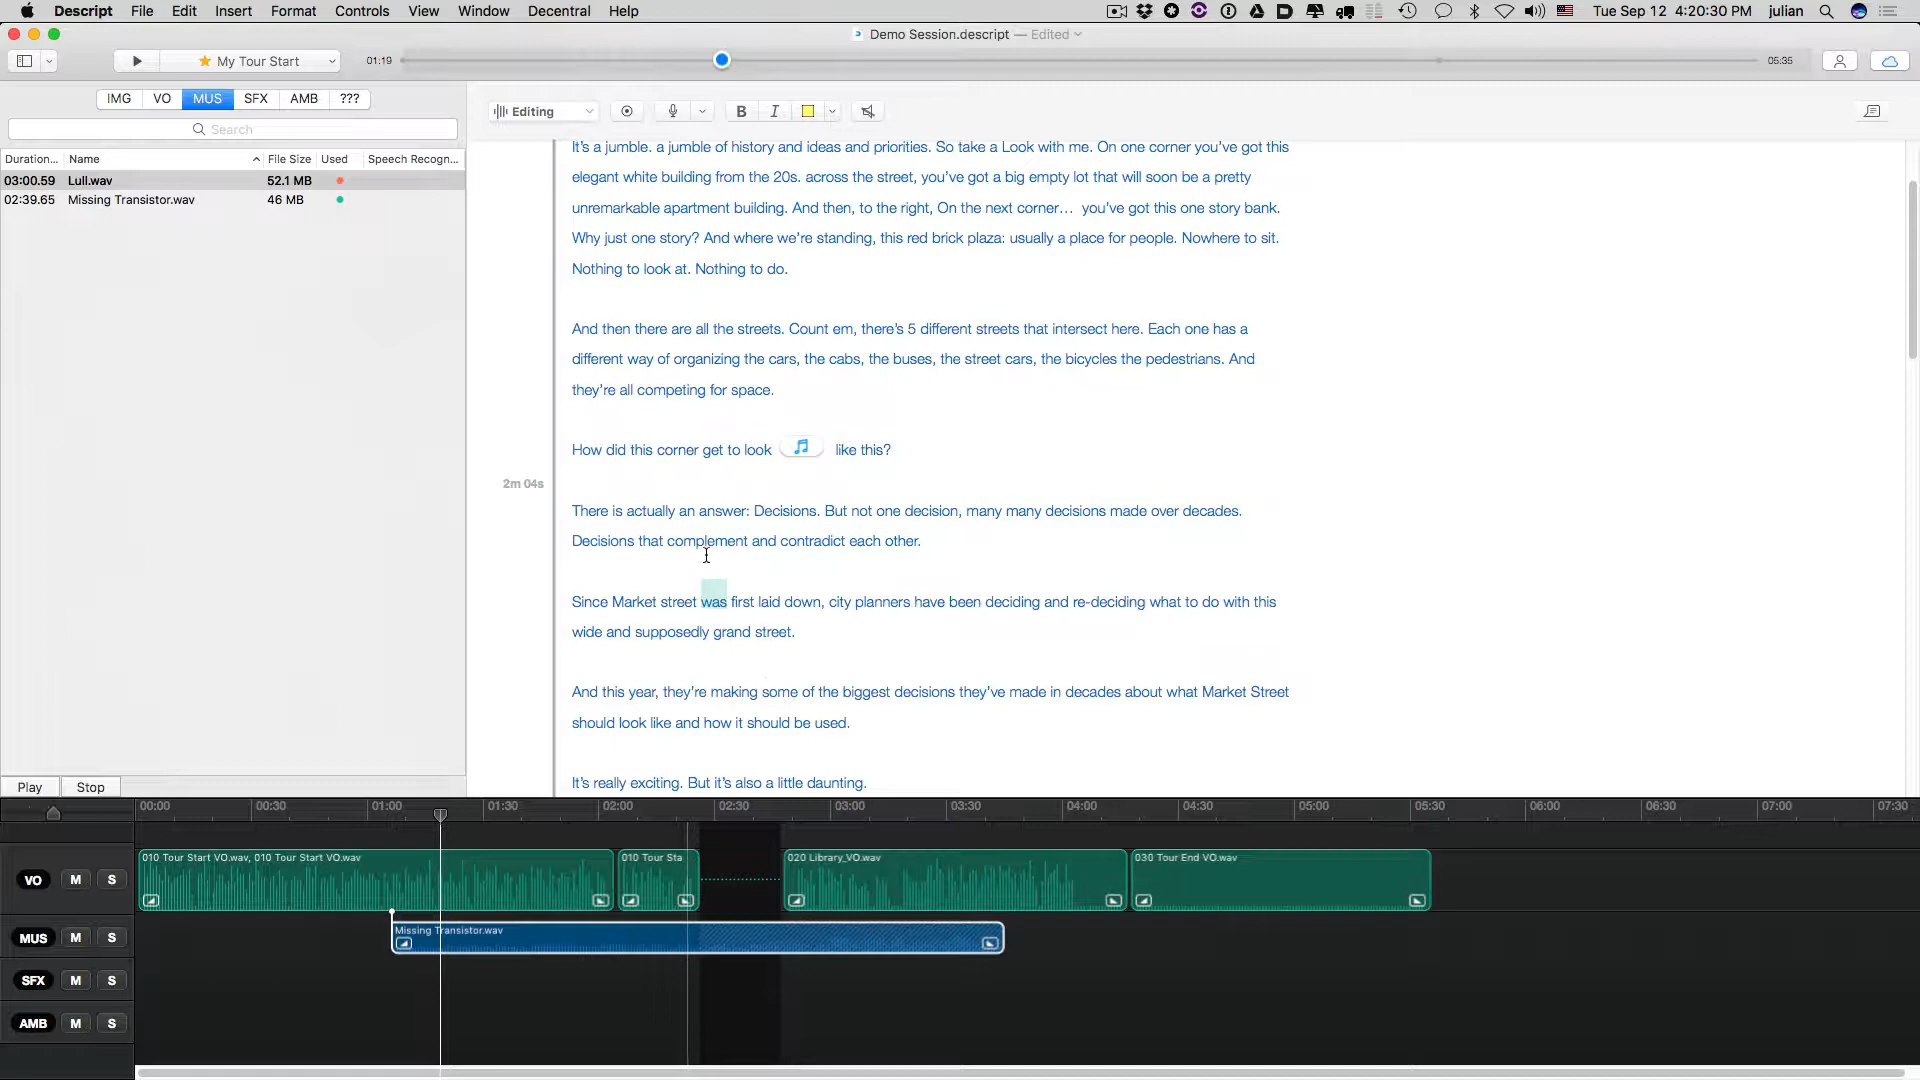 Descript File Edit Insert Format Controls View Window Decentral Help
Tue Sep 12 4:20:30 PM julian
Demo Session.descript — Edited
My Tour Start
01:19
05:35
IMG VO MUS SFX AMB ???
Search
Editing
B I
Duration... Name File Size Used Speech Recogn...
03:00.59 Lull.wav 52.1 MB
02:39.65 Missing Transistor.wav 46 MB
It's a jumble. a jumble of history and ideas and priorities. So take a Look with me. On one corner you've got this
elegant white building from the 20s. across the street, you've got a big empty lot that will soon be a pretty
unremarkable apartment building. And then, to the right, On the next corner… you've got this one story bank.
Why just one story? And where we're standing, this red brick plaza: usually a place for people. Nowhere to sit.
Nothing to look at. Nothing to do.
And then there are all the streets. Count em, there's 5 different streets that intersect here. Each one has a
different way of organizing the cars, the cabs, the buses, the street cars, the bicycles the pedestrians. And
they're all competing for space.
How did this corner get to look like this?
2m 04s
There is actually an answer: Decisions. But not one decision, many many decisions made over decades.
Decisions that complement and contradict each other.
Since Market street was first laid down, city planners have been deciding and re-deciding what to do with this
wide and supposedly grand street.
And this year, they're making some of the biggest decisions they've made in decades about what Market Street
should look like and how it should be used.
It's really exciting. But it's also a little daunting.
Play Stop
00:00 00:30 01:00 01:30 02:00 02:30 03:00 03:30 04:00 04:30 05:00 05:30 06:00 06:30 07:00 07:30
010 Tour Start VO.wav, 010 Tour Start VO.wav 010 Tour Sta 020 Library_VO.wav 030 Tour End VO.wav
VO M S
Missing Transistor.wav
MUS M S
SFX M S
AMB M S